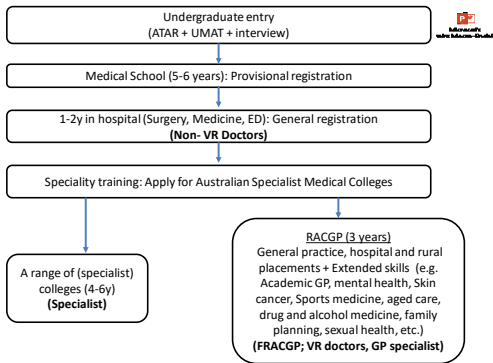 Undergraduate entry
(ATAR + UMAT + interview)
Medical School (5-6 years): Provisional registration
1-2y in hospital (Surgery, Medicine, ED): General registration
(Non- VR Doctors)
Speciality training: Apply for Australian Specialist Medical Colleges
A range of (specialist)
colleges (4-6y)
(Specialist)
RACGP (3 years)
General practice, hospital and rural
placements + Extended skills (e.g.
Academic GP, mental health, Skin
cancer, Sports medicine, aged care,
drug and alcohol medicine, family
planning, sexual health, etc.)
(FRACGP; VR doctors, GP specialist)
P
Microsoft